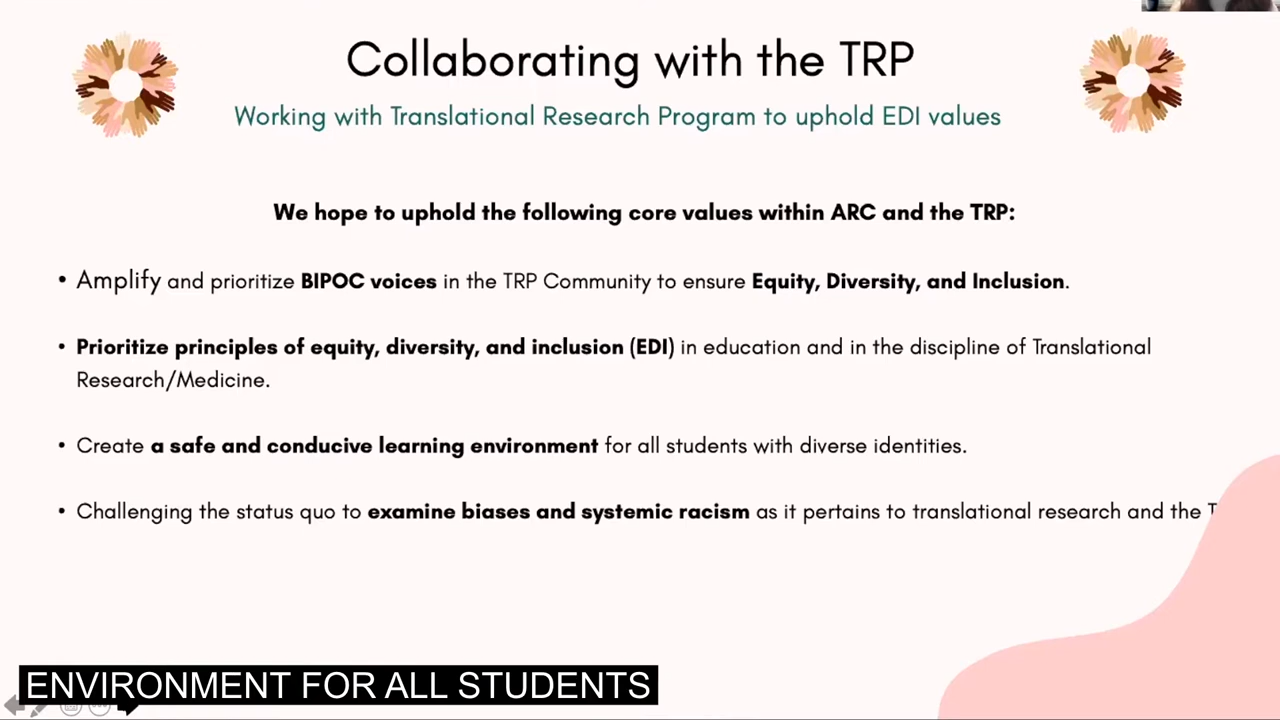 Collaborating with the TRP
Working with Translational Research Program to uphold EDI values
We hope to uphold the following core values within ARC and the TRP:
• Amplify and prioritize BIPOC voices in the TRP Community to ensure Equity, Diversity, and Inclusion.
• Prioritize principles of equity, diversity, and inclusion (EDI) in education and in the discipline of Translational
Research/Medicine.
• Create a safe and conducive learning environment for all students with diverse identities.
• Challenging the status quo to examine biases and systemic racism as it pertains to translational research and the
ENVIRONMENT FOR ALL STUDENTS